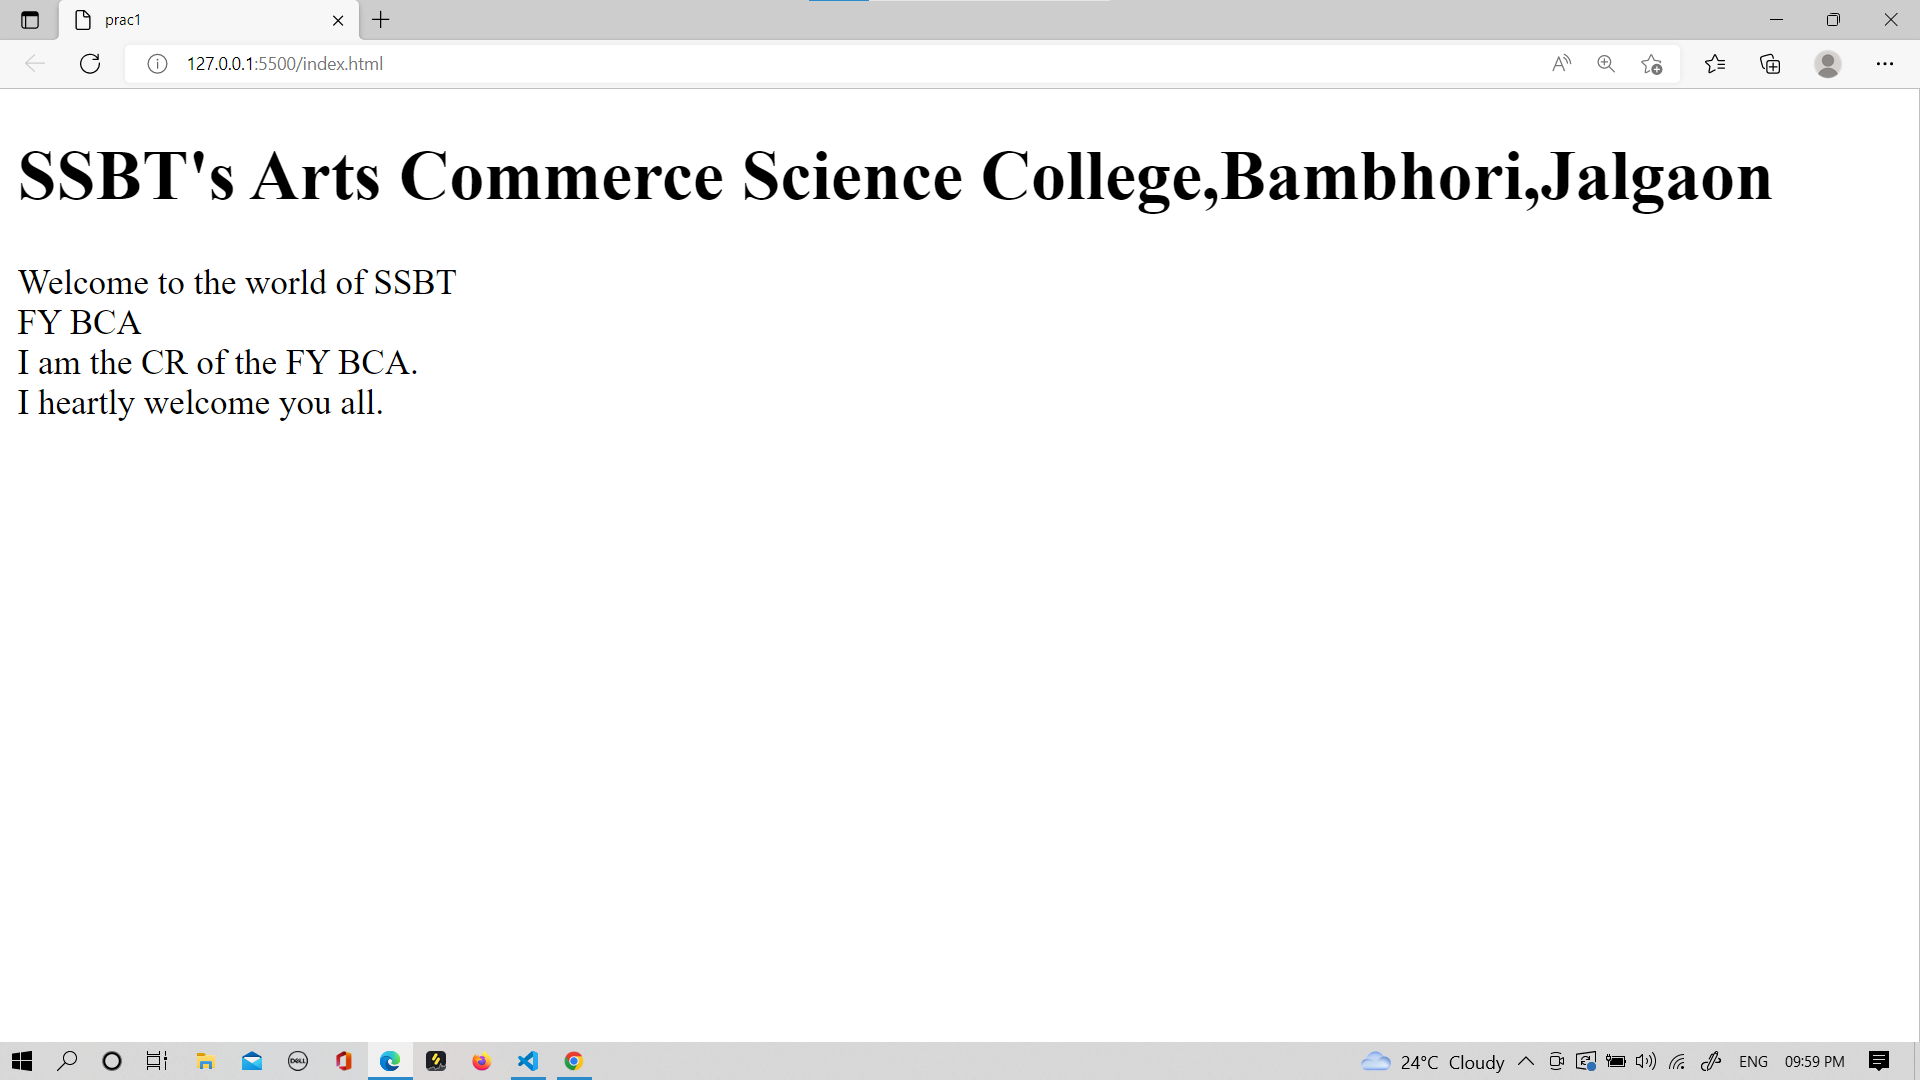 prac1
127.0.0.1:5500/index.html
SSBT's Arts Commerce Science College,Bambhori,Jalgaon
Welcome to the world of SSBT
FY BCA
I am the CR of the FY BCA.
I heartly welcome you all.
DELL
24°C Cloudy
ENG
09:59 PM